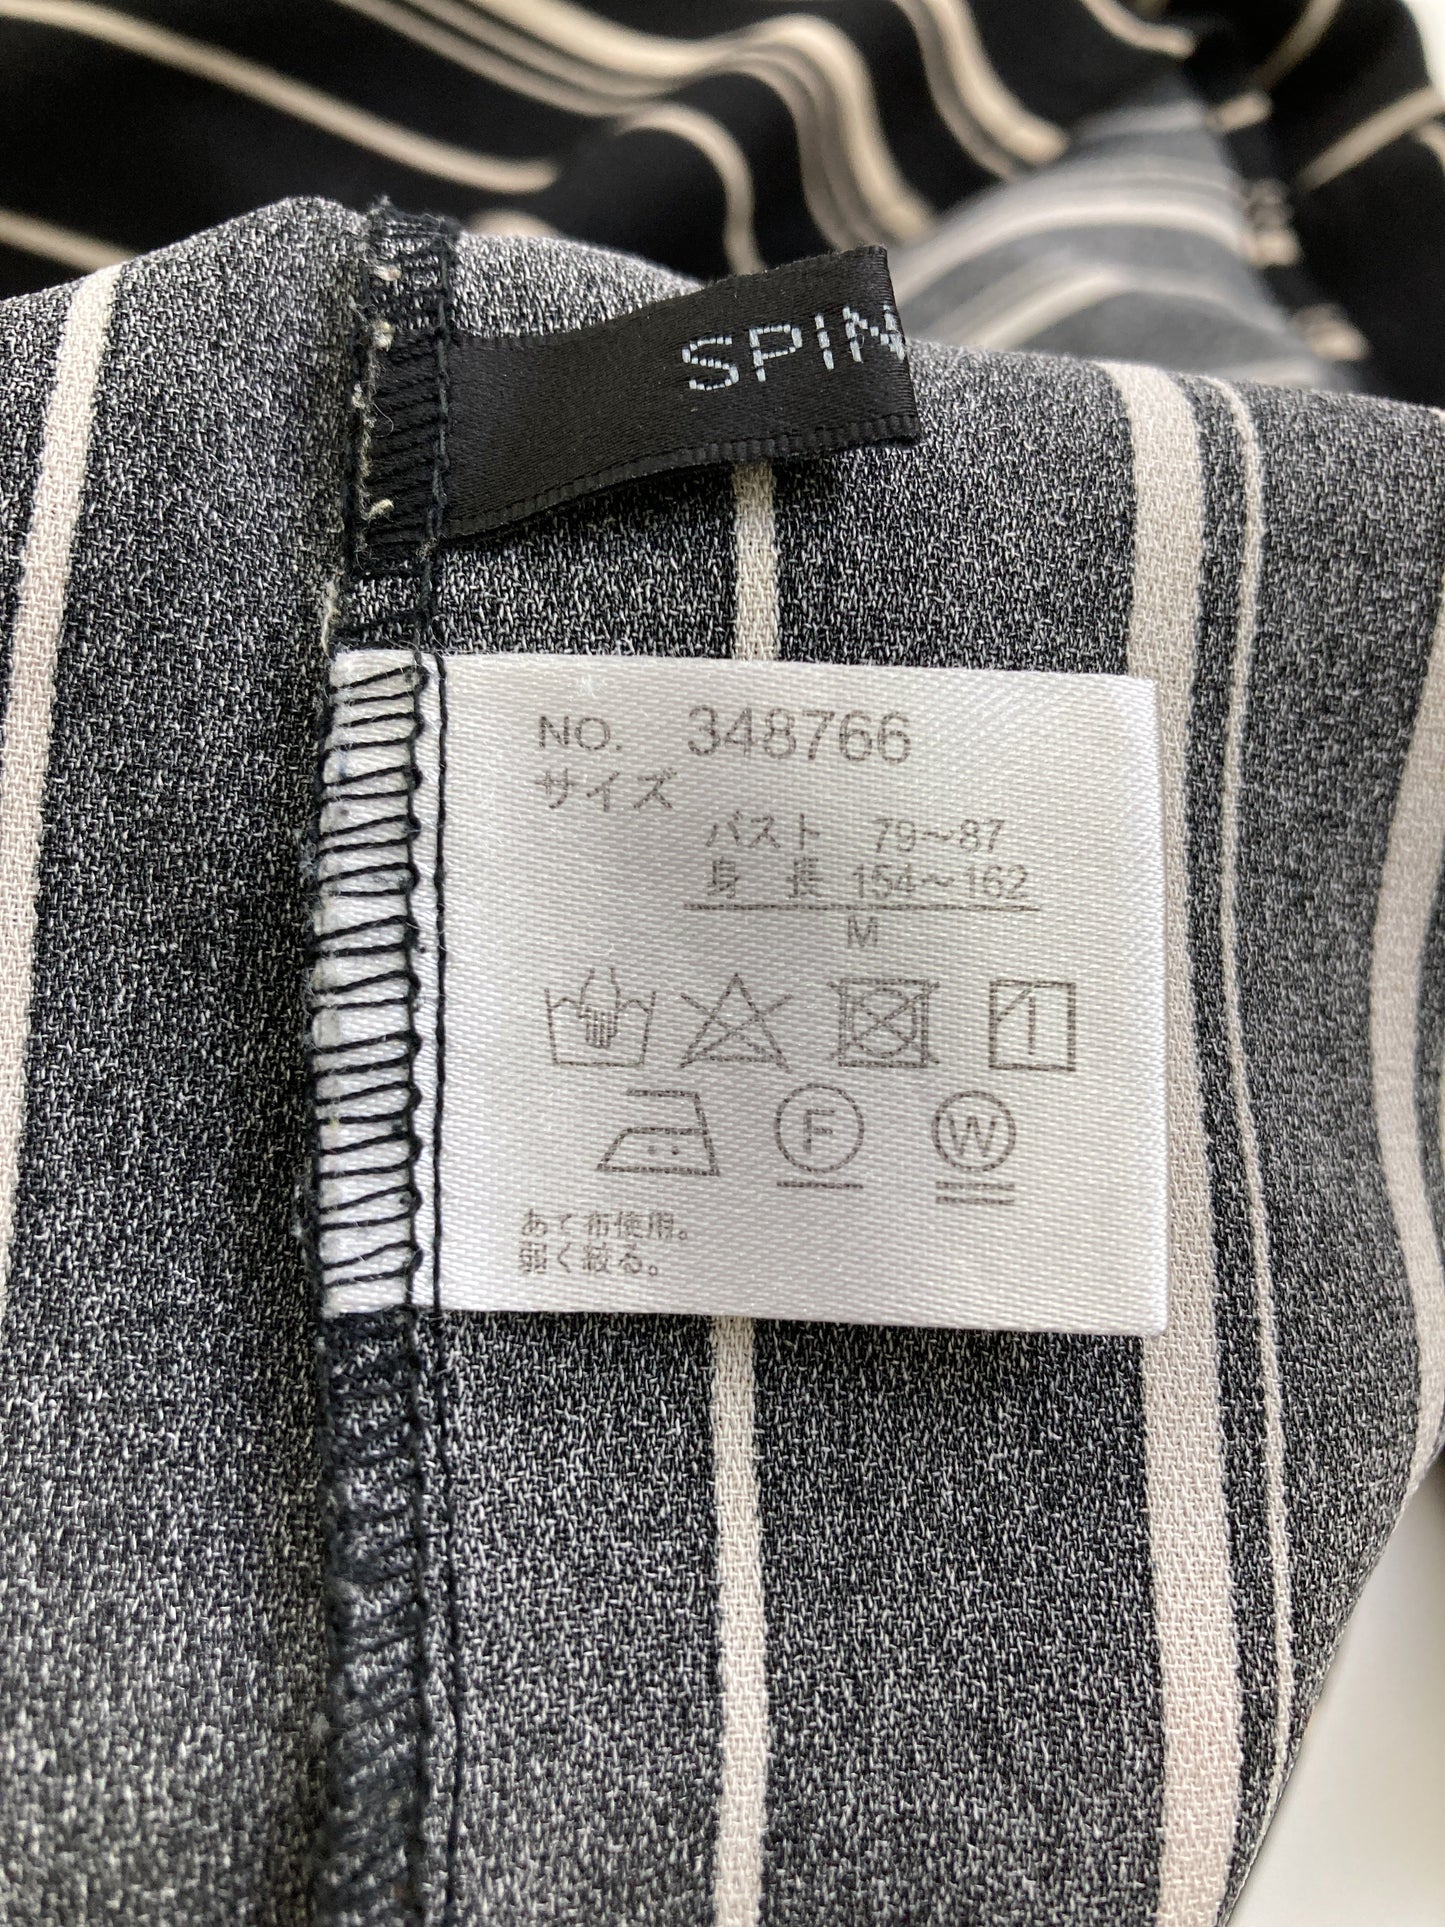 SPIN
NO. 348766
サイズ
バスト 79〜87
身 長 154〜162
M
1
F
W
あて布使用。
弱く絞る。